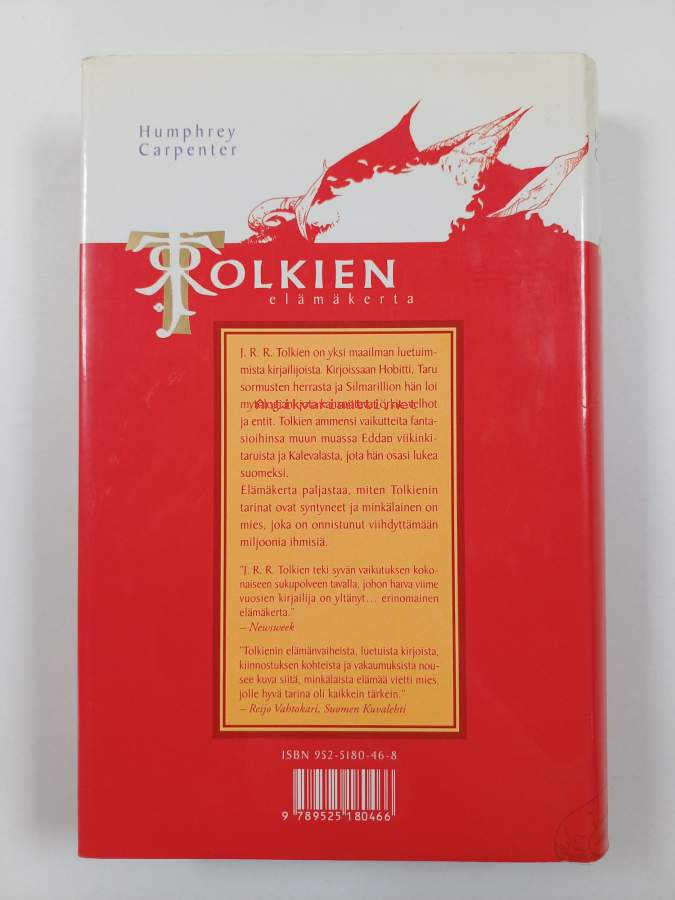 Humphrey
Carpenter
TOLKIEN
elämäkerta
J. R. R. Tolkien on yksi maailman luetuim-
mista kirjailijoista. Kirjoissaan Hobitti, Taru
sormusten herrasta ja Silmarillion hän loi
Antikvariaatti.net velhot
ja entit. Tolkien ammensi vaikutteita fanta-
sioihinsa muun muassa Eddan viikinki-
taruista ja Kalevalasta, jota hän osasi lukea
suomeksi.
Elämäkerta paljastaa, miten Tolkienin
tarinat ovat syntyneet ja minkälainen on
mies, joka on onnistunut viihdyttämään
miljoonia ihmisiä.
"J. R. R. Tolkien teki syvän vaikutuksen koko-
naiseen sukupolveen tavalla, johon harva viime
vuosien kirjailija on yltänyt... erinomainen
elämäkerta."
– Newsweek
"Tolkienin elämänvaiheista, luetuista kirjoista,
kiinnostuksen kohteista ja vakaumuksista nou-
see kuva siitä, minkälaista elämää vietti mies,
jolle hyvä tarina oli kaikkein tärkein."
– Reijo Vahtokari, Suomen Kuvalehti
ISBN 952-5180-46-8
9 789525 180466